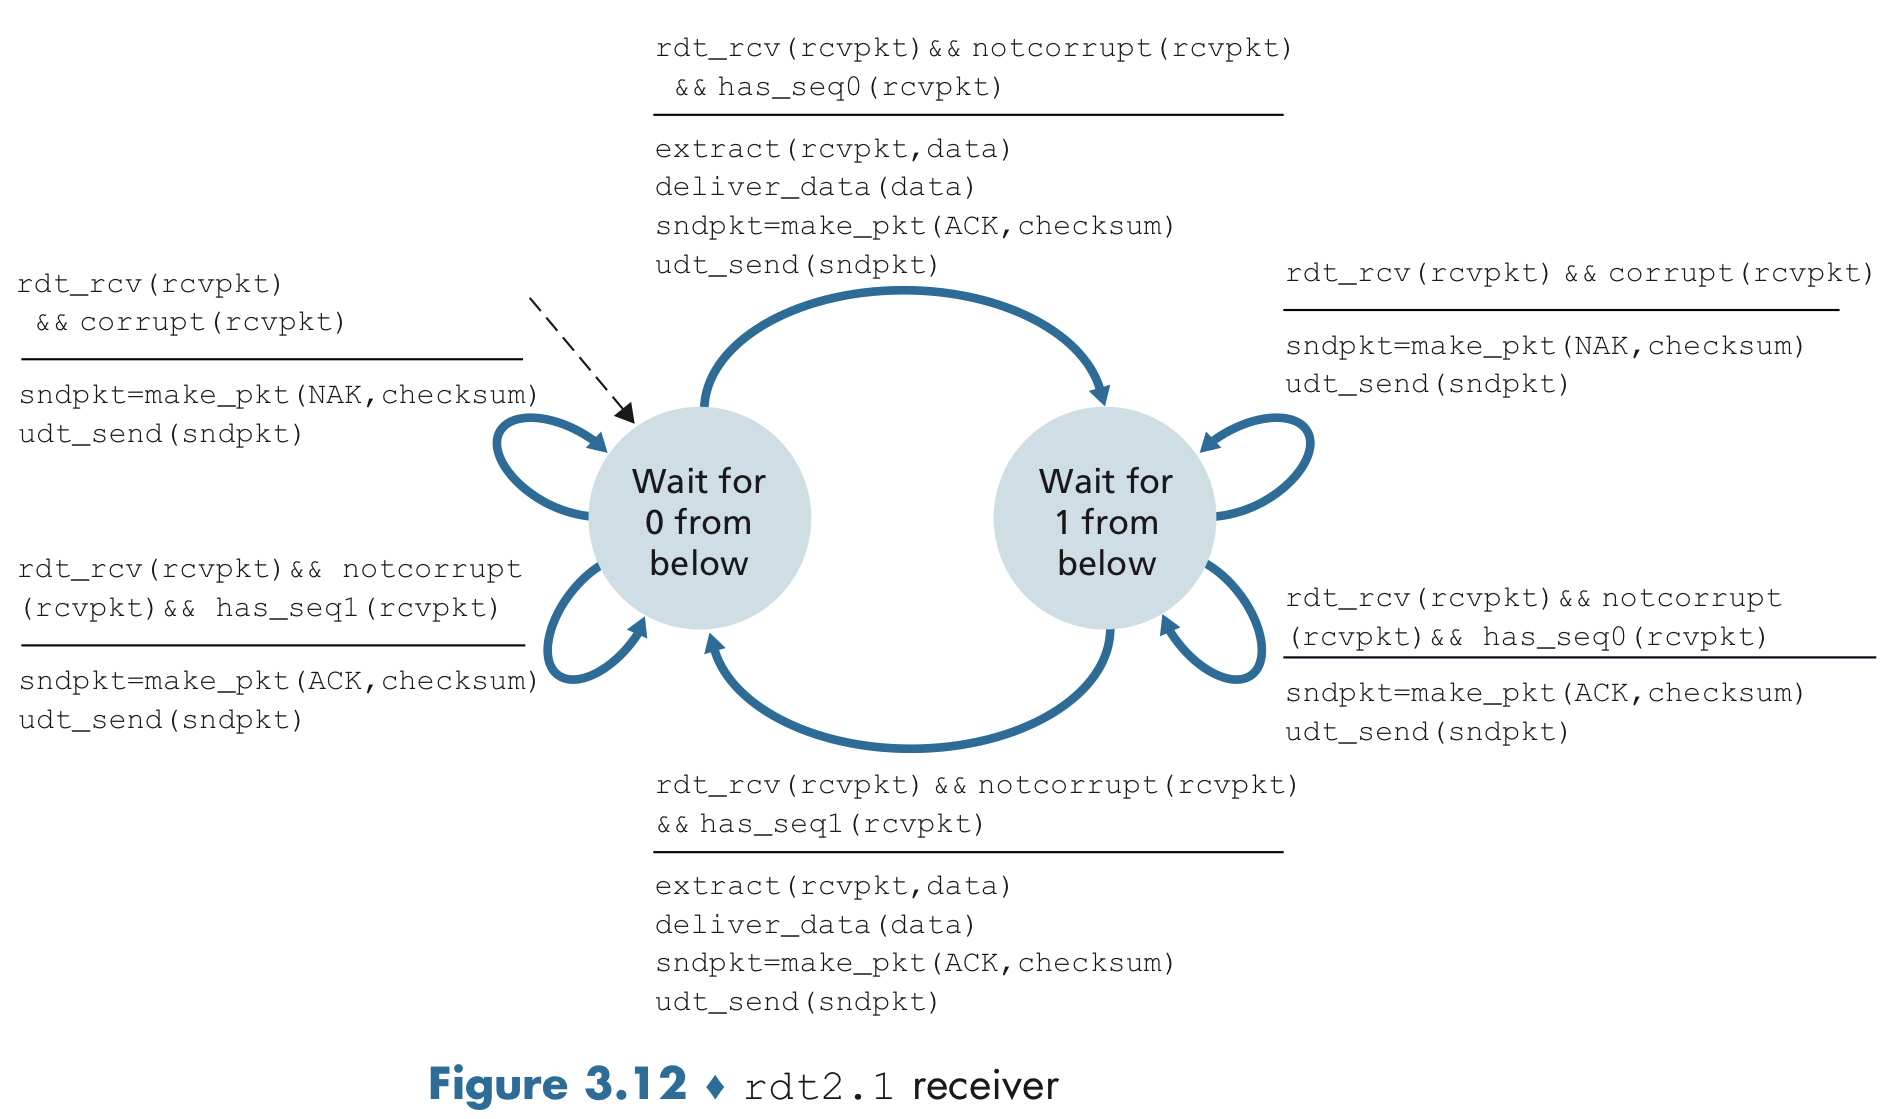 rdt_rcv(rcvpkt)&& notcorrupt(rcvpkt)
&& has_seq0(rcvpkt)
extract(rcvpkt,data)
deliver_data(data)
sndpkt=make_pkt(ACK,checksum)
udt_send(sndpkt)
rdt_rcv(rcvpkt)
&& corrupt(rcvpkt)
sndpkt=make_pkt(NAK,checksum)
udt_send(sndpkt)
rdt_rcv(rcvpkt) && corrupt(rcvpkt)
sndpkt=make_pkt(NAK,checksum)
udt_send(sndpkt)
Wait for
0 from
below
Wait for
1 from
below
rdt_rcv(rcvpkt)&& notcorrupt
(rcvpkt)&& has_seq1(rcvpkt)
sndpkt=make_pkt(ACK,checksum)
udt_send(sndpkt)
rdt_rcv(rcvpkt)&& notcorrupt
(rcvpkt)&& has_seq0(rcvpkt)
sndpkt=make_pkt(ACK,checksum)
udt_send(sndpkt)
rdt_rcv(rcvpkt) && notcorrupt(rcvpkt)
&& has_seq1(rcvpkt)
extract(rcvpkt,data)
deliver_data(data)
sndpkt=make_pkt(ACK,checksum)
udt_send(sndpkt)
Figure 3.12 ♦ rdt2.1 receiver